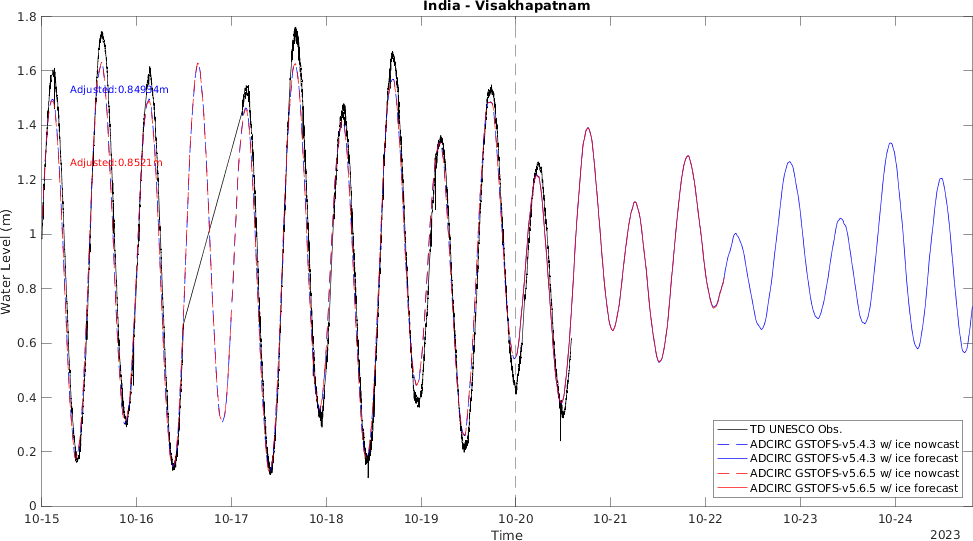 India - Visakhapatnam
1.8
1.6
1.4
1.2
1
0.8
0.6
0.4
0.2
0
Water Level (m)
Adjusted:0.84994m
Adjusted:0.8521m
TD UNESCO Obs.
ADCIRC GSTOFS-v5.4.3 w/ ice nowcast
ADCIRC GSTOFS-v5.4.3 w/ ice forecast
ADCIRC GSTOFS-v5.6.5 w/ ice nowcast
ADCIRC GSTOFS-v5.6.5 w/ ice forecast
10-15 10-16 10-17 10-18 10-19 10-20 10-21 10-22 10-23 10-24
Time
2023